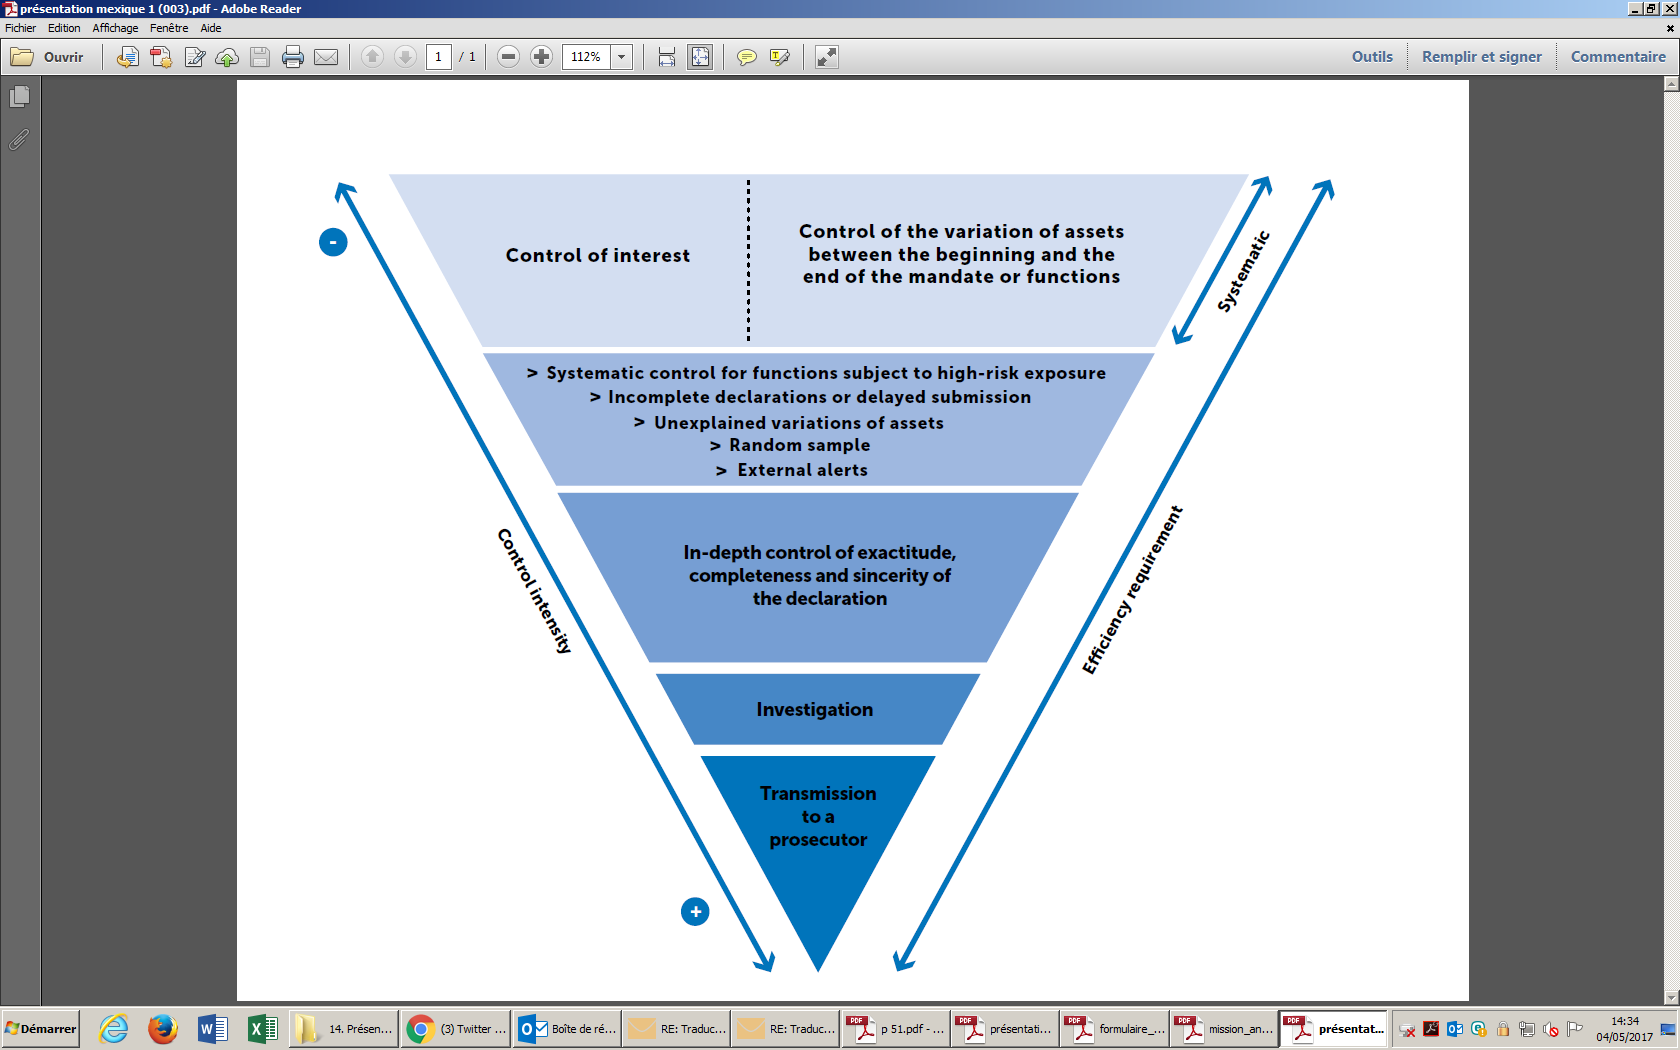 présentation mexique 1 (003).pdf - Adobe Reader
Fichier Edition Affichage Fenêtre Aide
Ouvrir 1 / 1 112% Outils Remplir et signer Commentaire
-
Control of interest
Control of the variation of assets
between the beginning and the
end of the mandate or functions
Systematic
> Systematic control for functions subject to high-risk exposure
> Incomplete declarations or delayed submission
> Unexplained variations of assets
> Random sample
> External alerts
Control intensity
Efficiency requirement
In-depth control of exactitude,
completeness and sincerity of
the declaration
Investigation
Transmission
to a
prosecutor
+
Démarrer 14. Présen... (3) Twitter ... Boîte de ré... RE: Traduc... RE: Traduc... p 51.pdf - ... présentati... formulaire_... mission_an... présentat...
14:34
04/05/2017